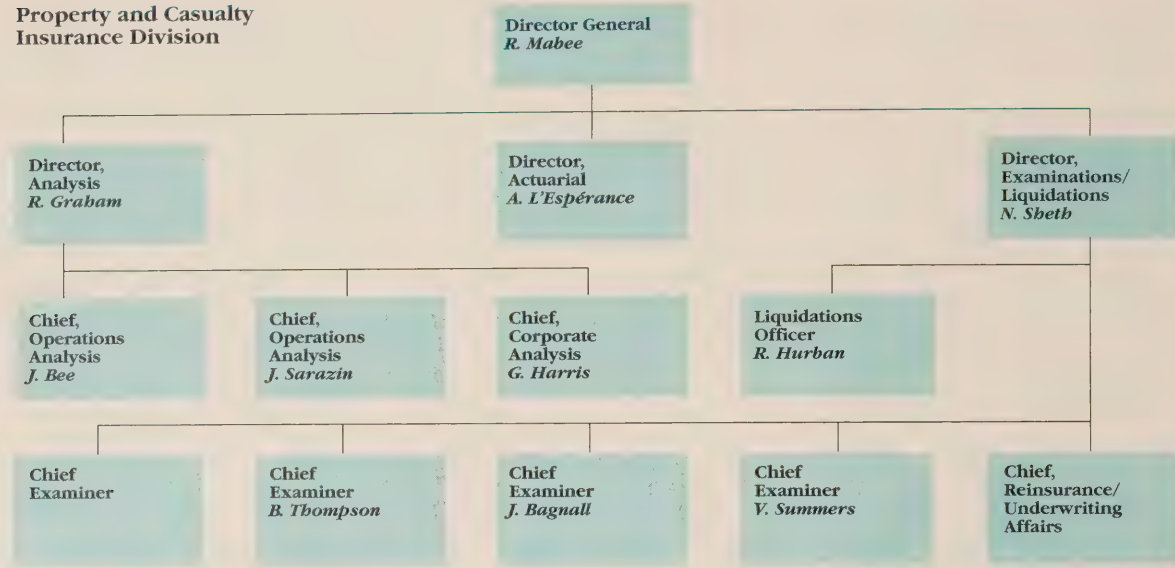 Property and Casualty
Insurance Division
Director General
R. Mabee
Director,
Analysis
R. Graham
Director,
Actuarial
A. L'Espérance
Director,
Examinations/
Liquidations
N. Sheth
Chief,
Operations
Analysis
J. Bee
Chief,
Operations
Analysis
J. Sarazin
Chief,
Corporate
Analysis
G. Harris
Liquidations
Officer
R. Hurban
Chief
Examiner
Chief
Examiner
B. Thompson
Chief
Examiner
J. Bagnall
Chief
Examiner
V. Summers
Chief,
Reinsurance/
Underwriting
Affairs